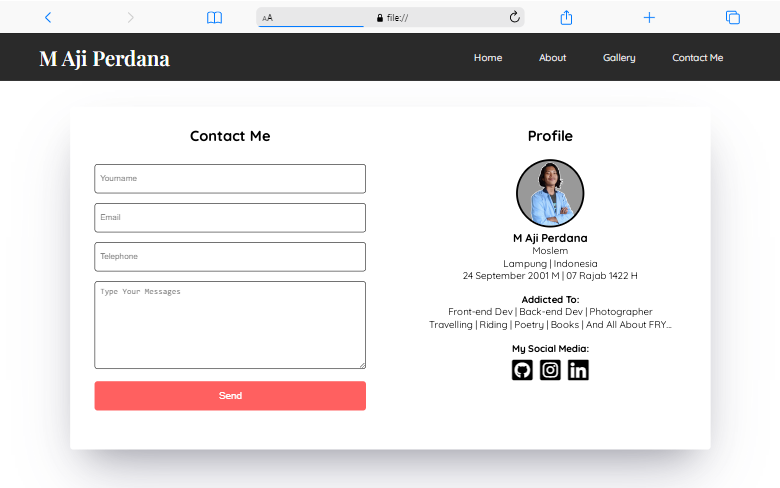 AA
file://
M Aji Perdana
Home
About
Gallery
Contact Me
Contact Me
Yourname
Email
Telephone
Type Your Messages
Send
Profile
M Aji Perdana
Moslem
Lampung | Indonesia
24 September 2001 M | 07 Rajab 1422 H
Addicted To:
Front-end Dev | Back-end Dev | Photographer
Travelling | Riding | Poetry | Books | And All About FRY...
My Social Media:
in